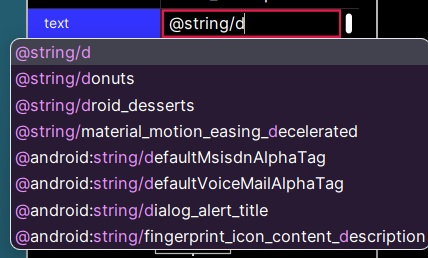 text @string/d
@string/d
@string/donuts
@string/droid_desserts
@string/material_motion_easing_decelerated
@android:string/defaultMsisdnAlphaTag
@android:string/defaultVoiceMailAlphaTag
@android:string/dialog_alert_title
@android:string/fingerprint_icon_content_description